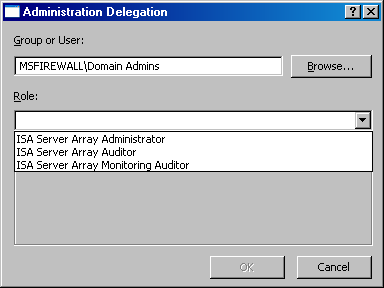 Administration Delegation
Group or User:
MSFIREWALL\Domain Admins
Browse...
Role:
ISA Server Array Administrator
ISA Server Array Auditor
ISA Server Array Monitoring Auditor
OK
Cancel